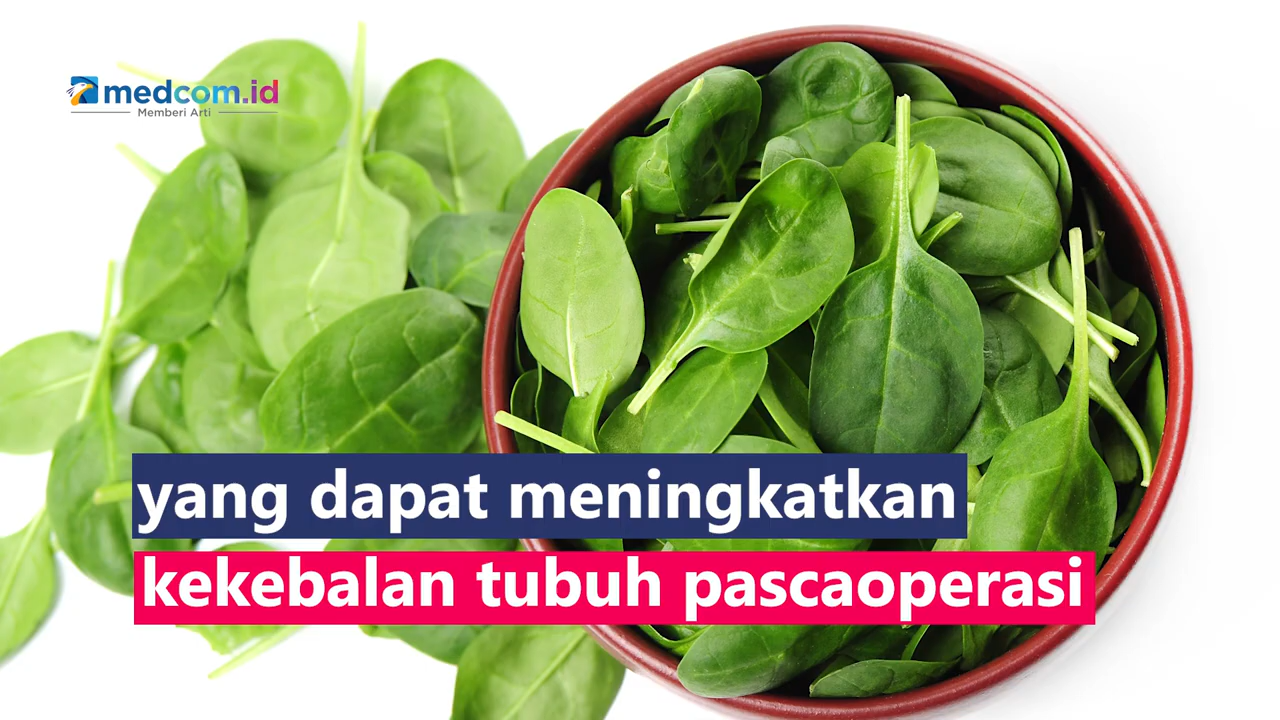 medcom.id
Memberi Arti
yang dapat meningkatkan
kekebalan tubuh pascaoperasi